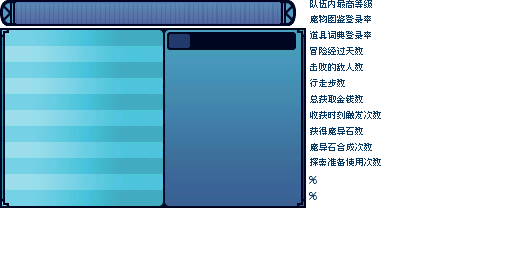 队伍内最高等级
魔物图鉴登录率
道具词典登录率
冒险经过天数
击败的敌人数
行走步数
总获取金钱数
收获时刻触发次数
获得魔导石数
魔导石合成次数
探索准备使用次数
%
%